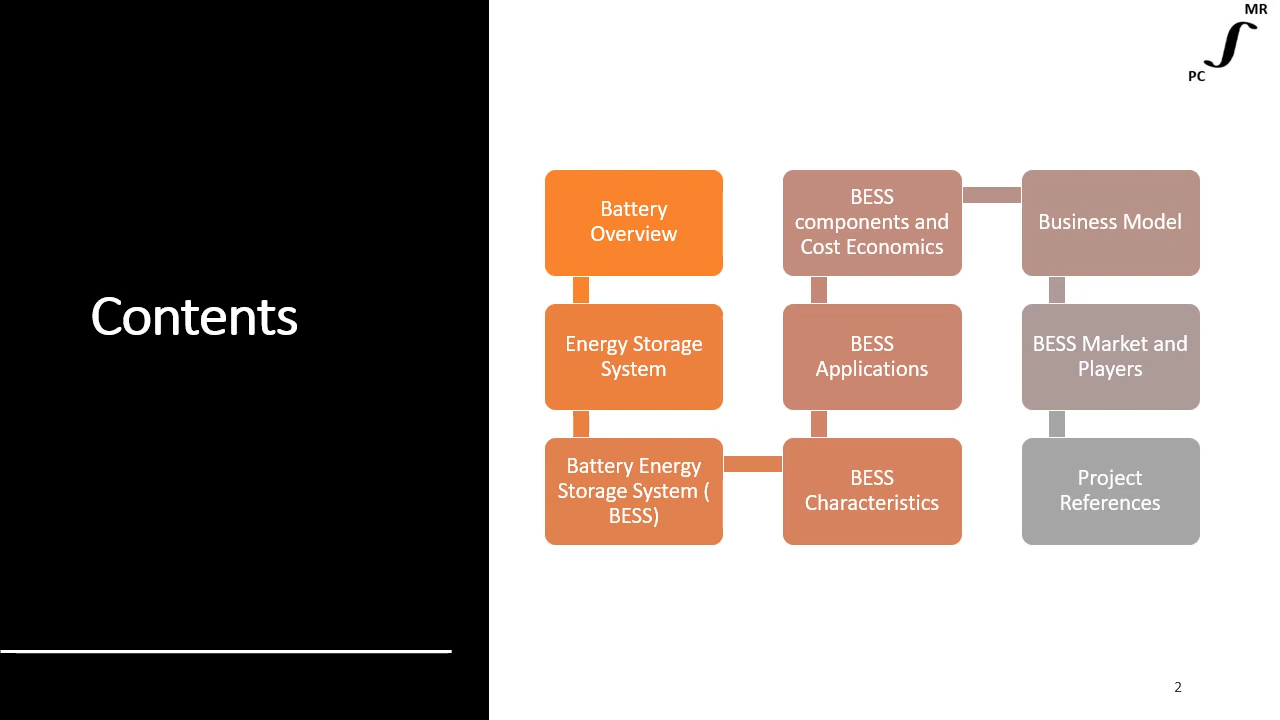 MR
PC
Contents
Battery
Overview
Energy Storage
System
Battery Energy
Storage System (
BESS)
BESS
Characteristics
BESS
Applications
BESS
components and
Cost Economics
Business Model
BESS Market and
Players
Project
References
2